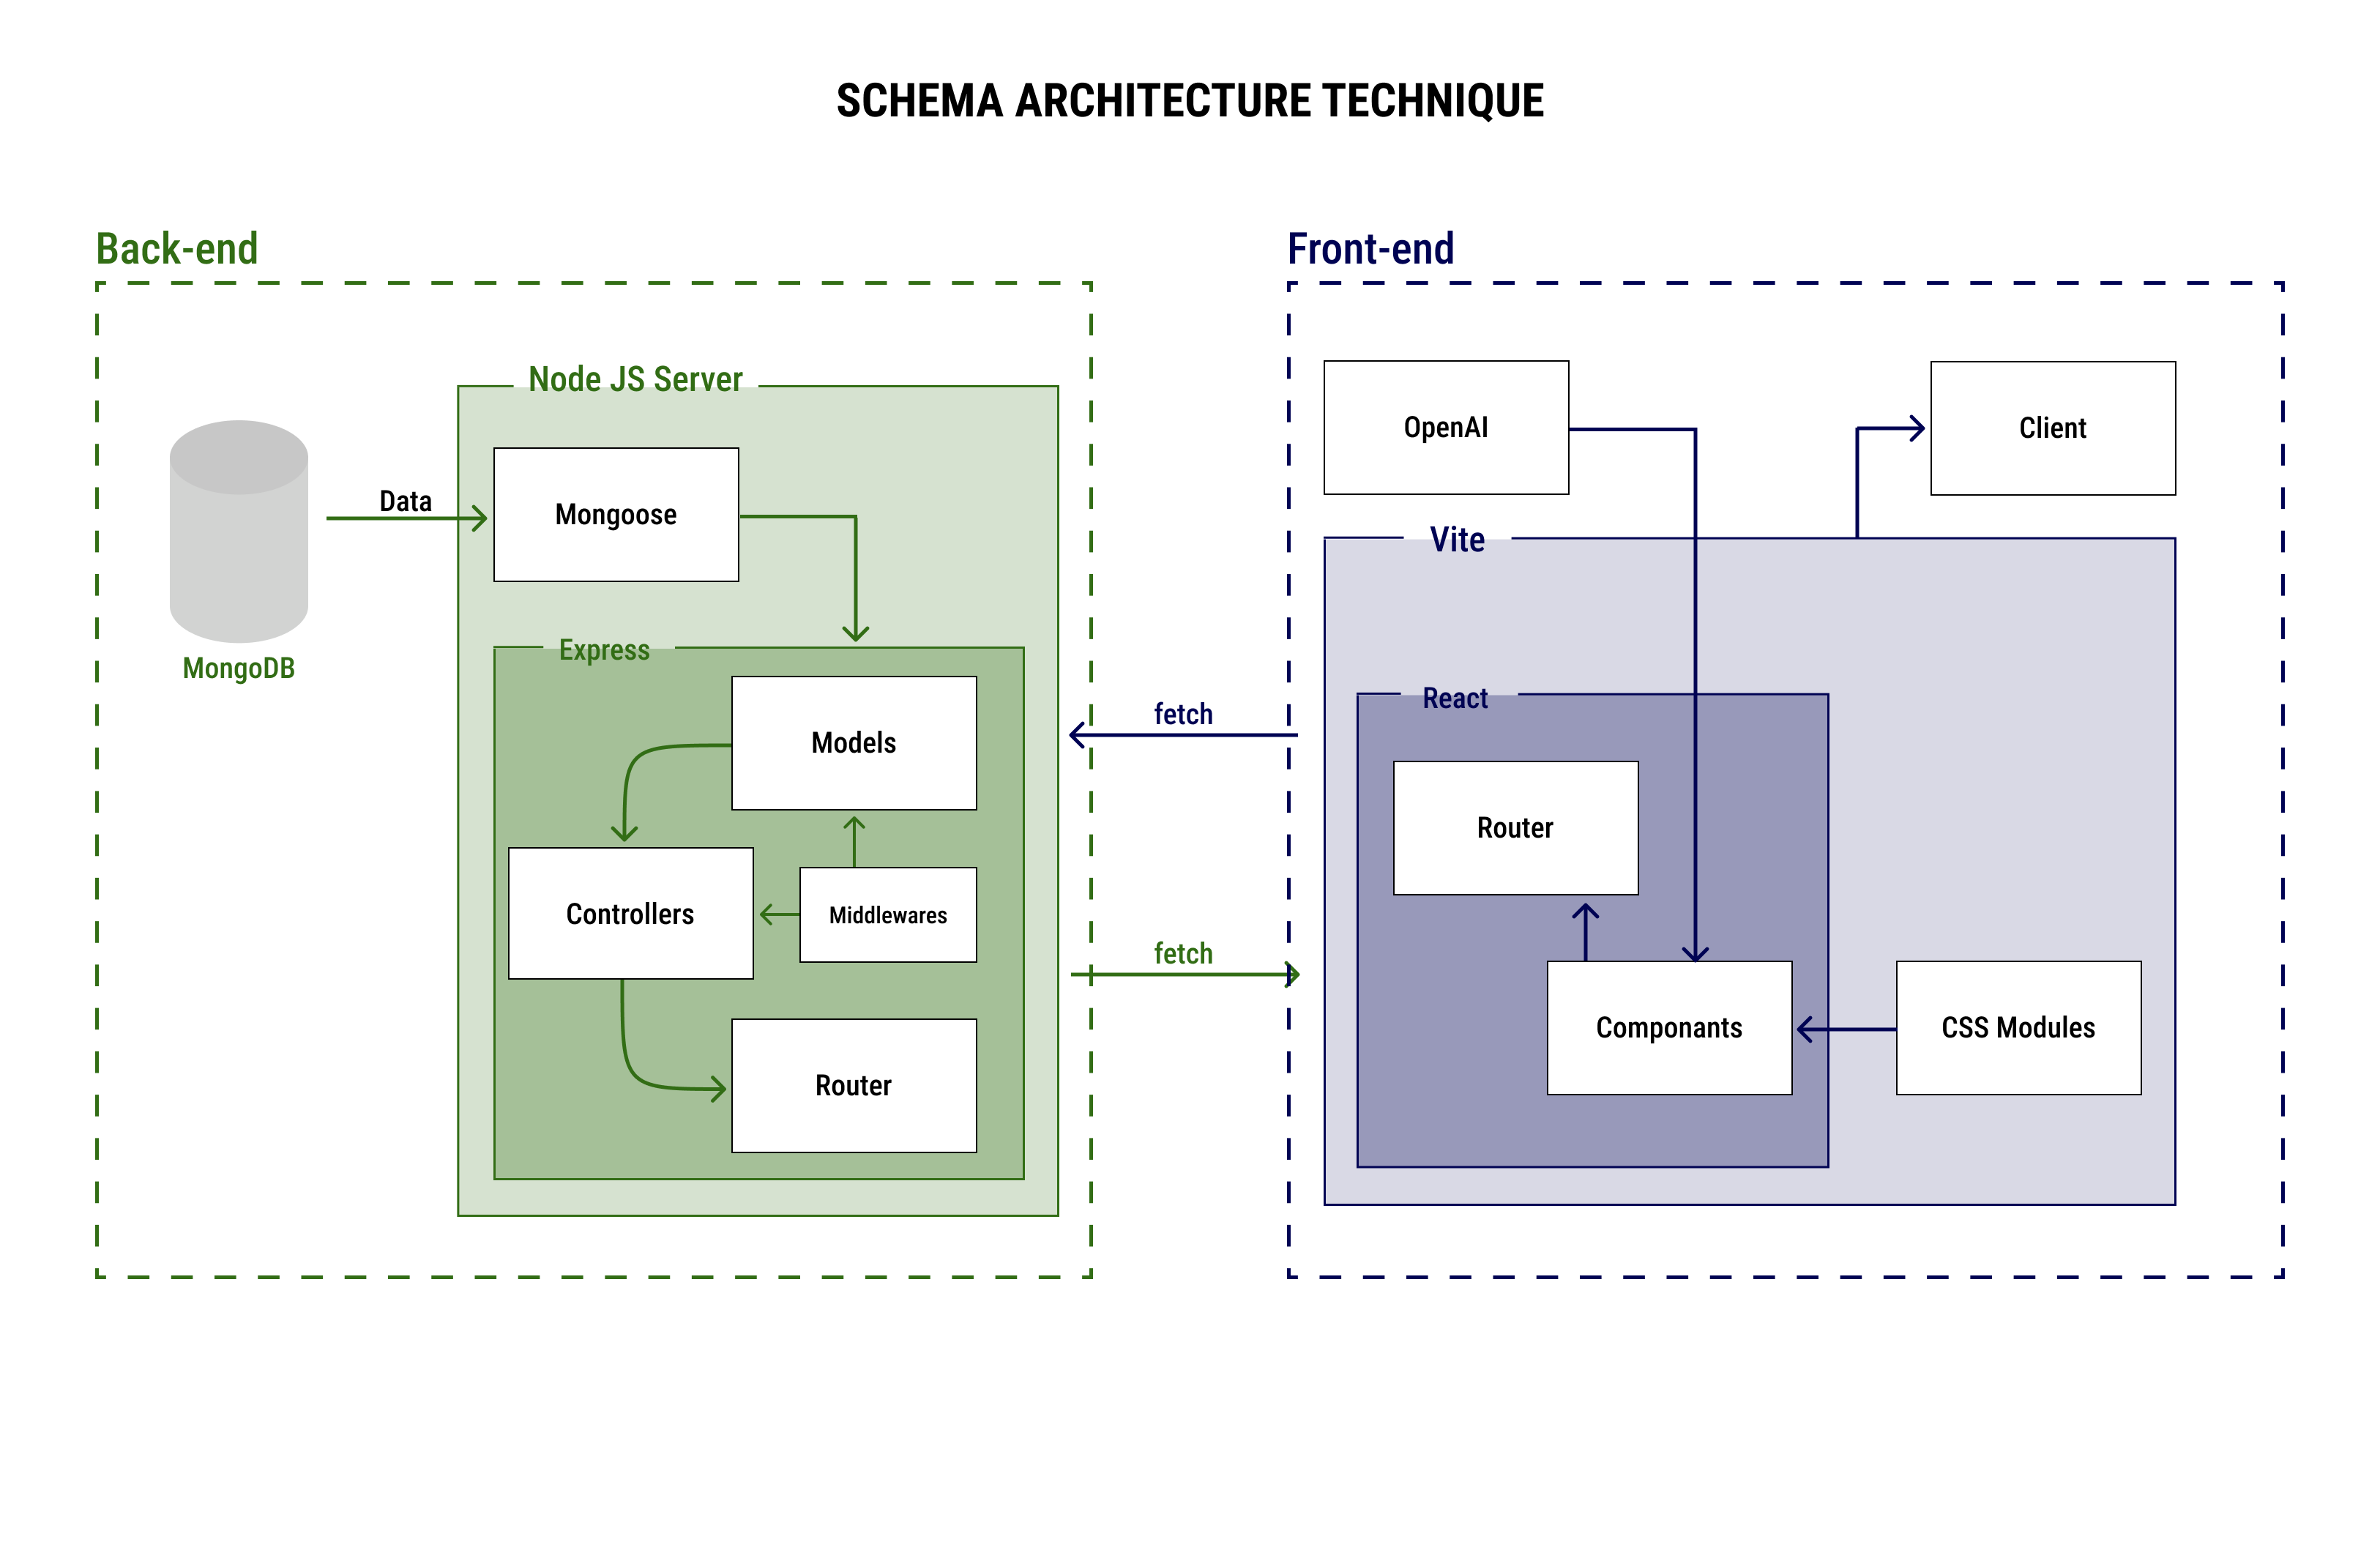 SCHEMA ARCHITECTURE TECHNIQUE
Back-end
Node JS Server
Data
Mongoose
MongoDB
Express
Models
Controllers
Middlewares
Router
fetch
fetch
Front-end
OpenAI
Client
Vite
React
Router
Componants
CSS Modules